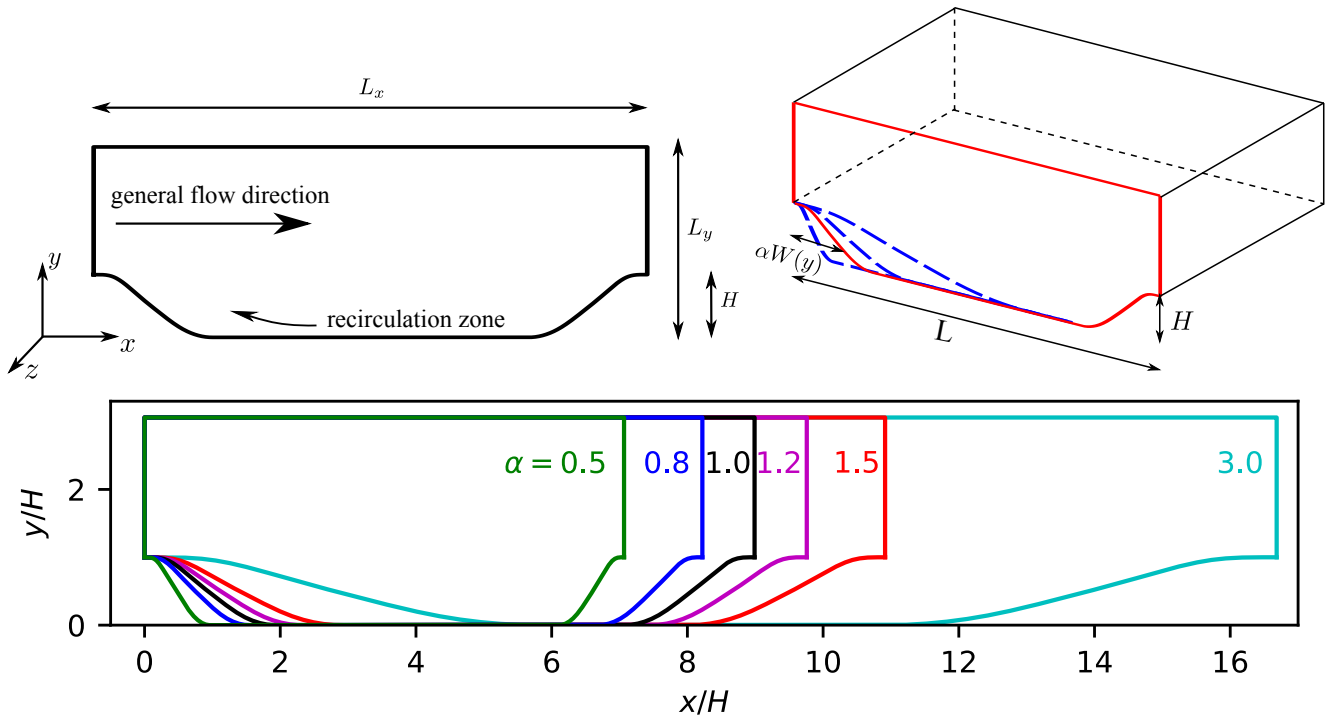 L_x
general flow direction
L_y
H
y
recirculation zone
x
z
αW(y)
L
H
α = 0.5 0.8 1.0 1.2 1.5 3.0
y/H
2
0
0 2 4 6 8 10 12 14 16
x/H